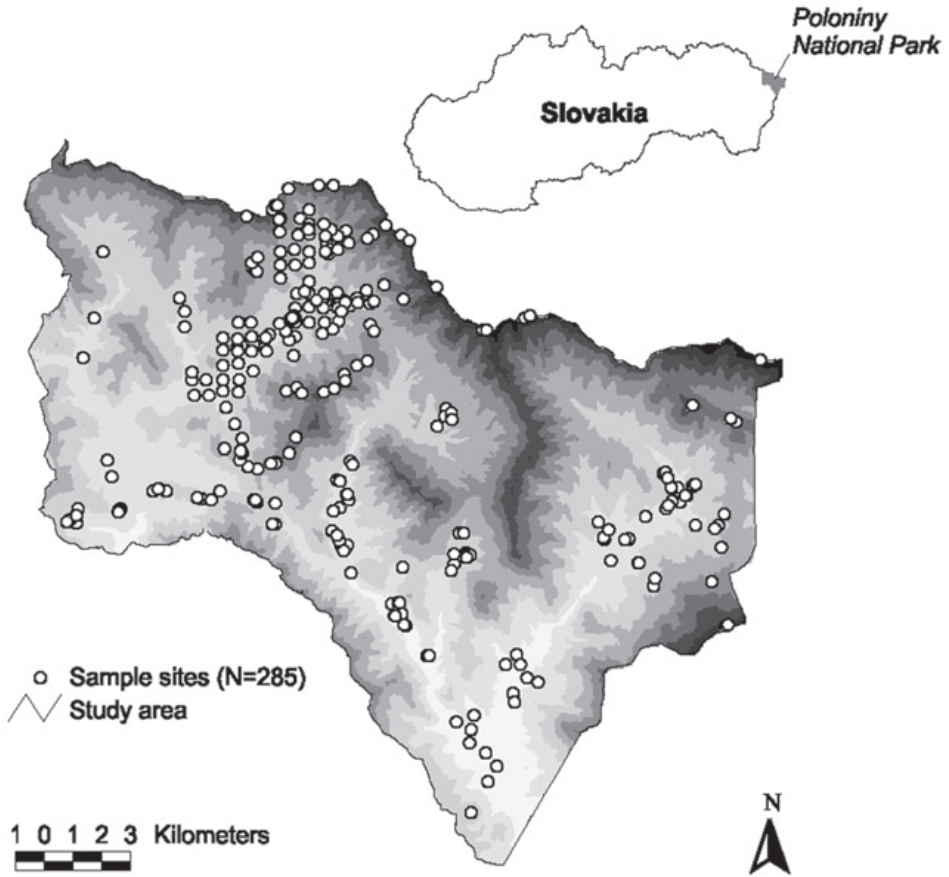 Poloniny
National Park
Slovakia
Sample sites (N=285)
Study area
1 0 1 2 3 Kilometers
N